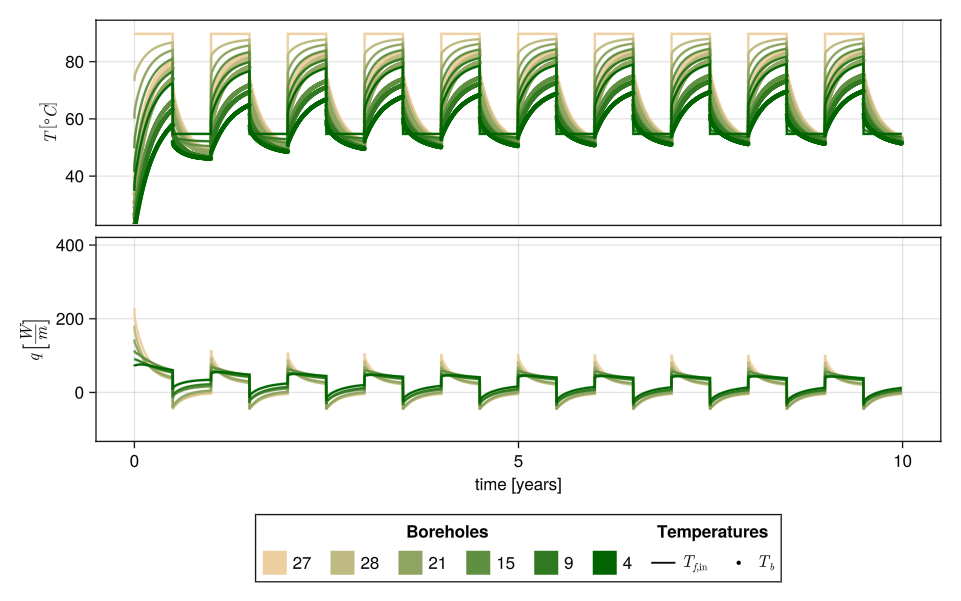 80
60
40
T [°C]
400
200
0
q [W/m]
0 5 10
time [years]
Boreholes Temperatures
27 28 21 15 9 4 T_f,in T_b